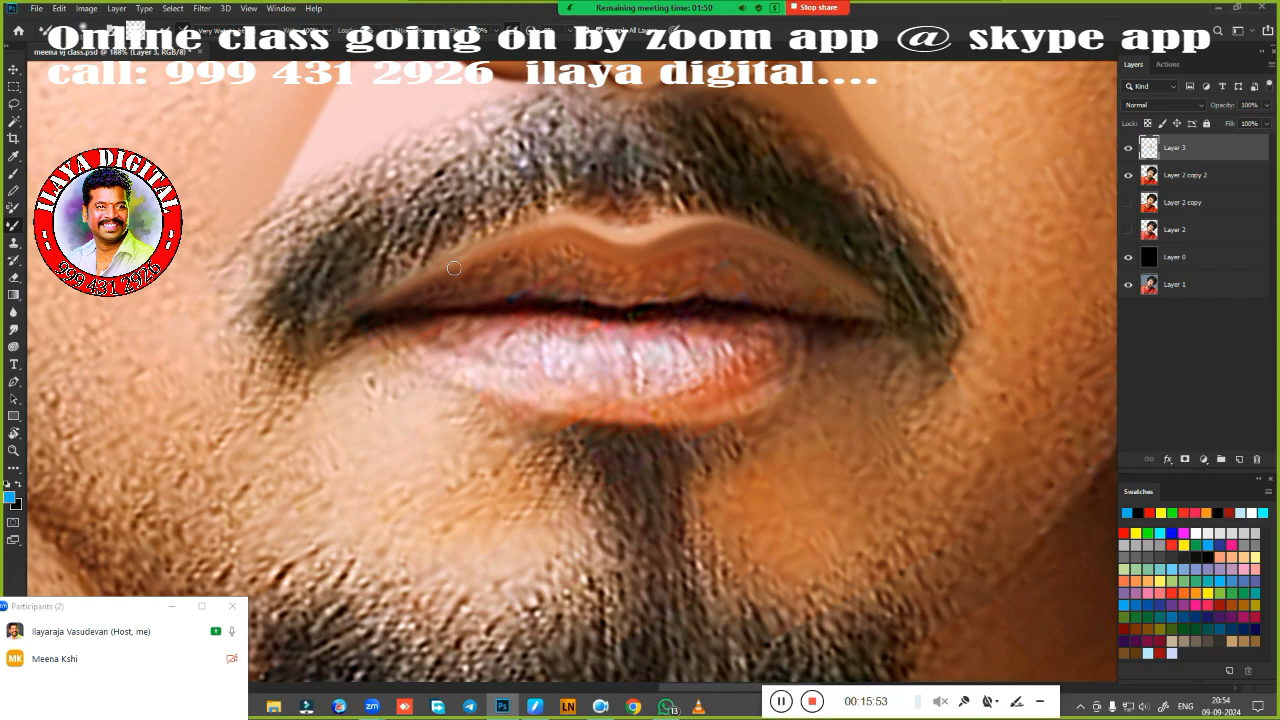 File Edit Image Layer Type Select Filter 3D View Window Help
Remaining meeting time: 01:50
Stop share
Online class going on by zoom app @ skype app
call: 999 431 2926 ilaya digital....
meena vj class.psd @ 188% (Layer 3, RGB/8) *
Layers Actions
Kind
Normal Opacity: 100%
Lock: Fill: 100%
Layer 3
Layer 2 copy 2
Layer 2 copy
Layer 2
Layer 0
Layer 1
ILAYA DIGITAL
999 431 2926
Swatches
Participants (2)
Ilayaraja Vasudevan (Host, me)
MK Meena Kshi
zm
Ps
LN
00:15:53
ENG
20:54
09-09-2024